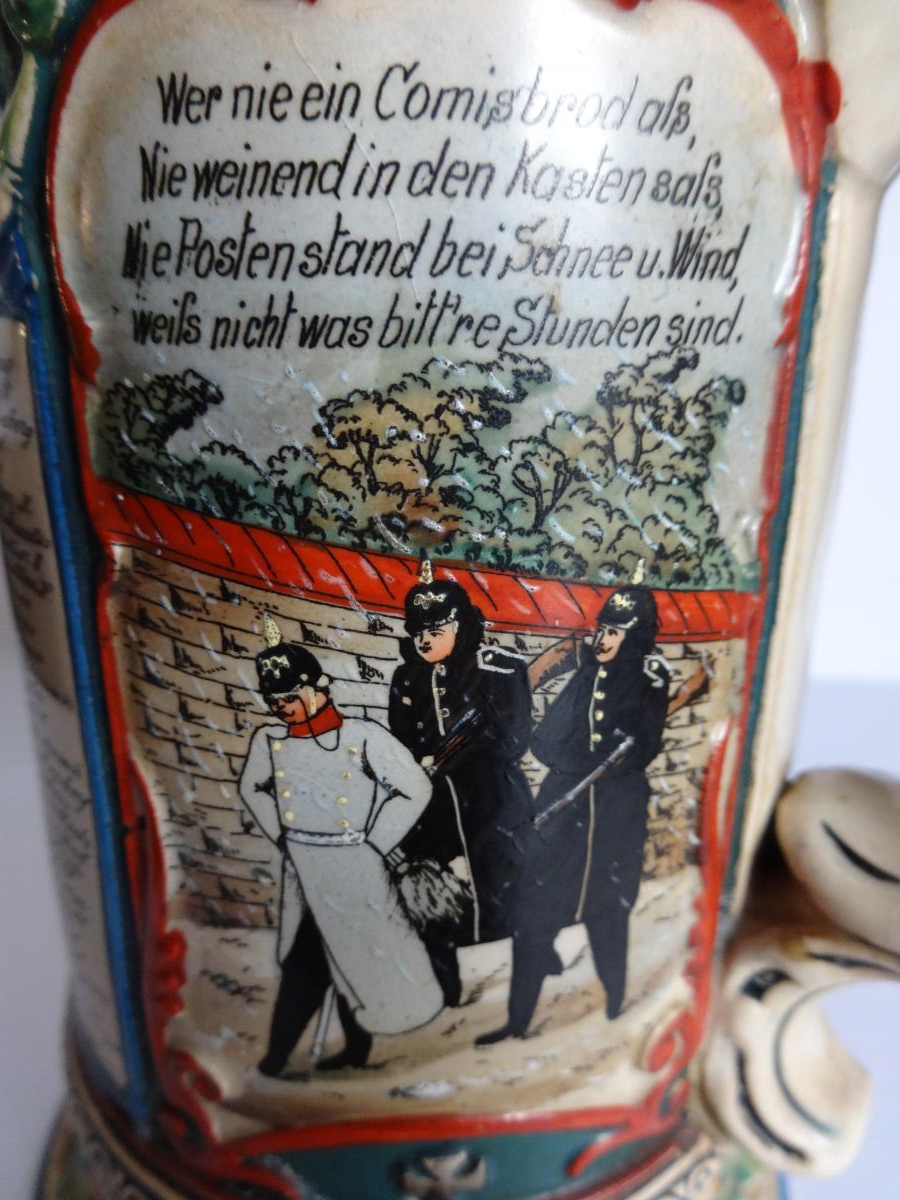 Wer nie ein Comisbrod aſs,
Nie weinend in den Kasten saſs,
Nie Posten stand bei Schnee u. Wind,
weiſs nicht was bitt're Stunden sind.